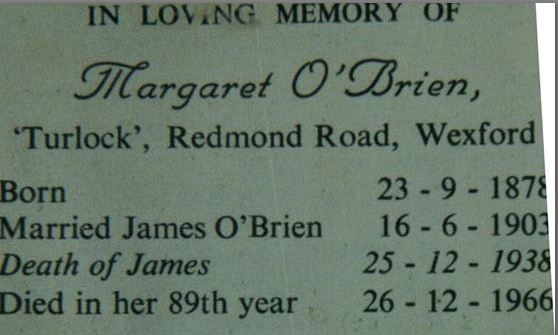 IN LOVING MEMORY OF
Margaret O'Brien,
'Turlock', Redmond Road, Wexford
Born 23 - 9 - 1878
Married James O'Brien 16 - 6 - 1903
Death of James 25 - 12 - 1938
Died in her 89th year 26 - 12 - 1966